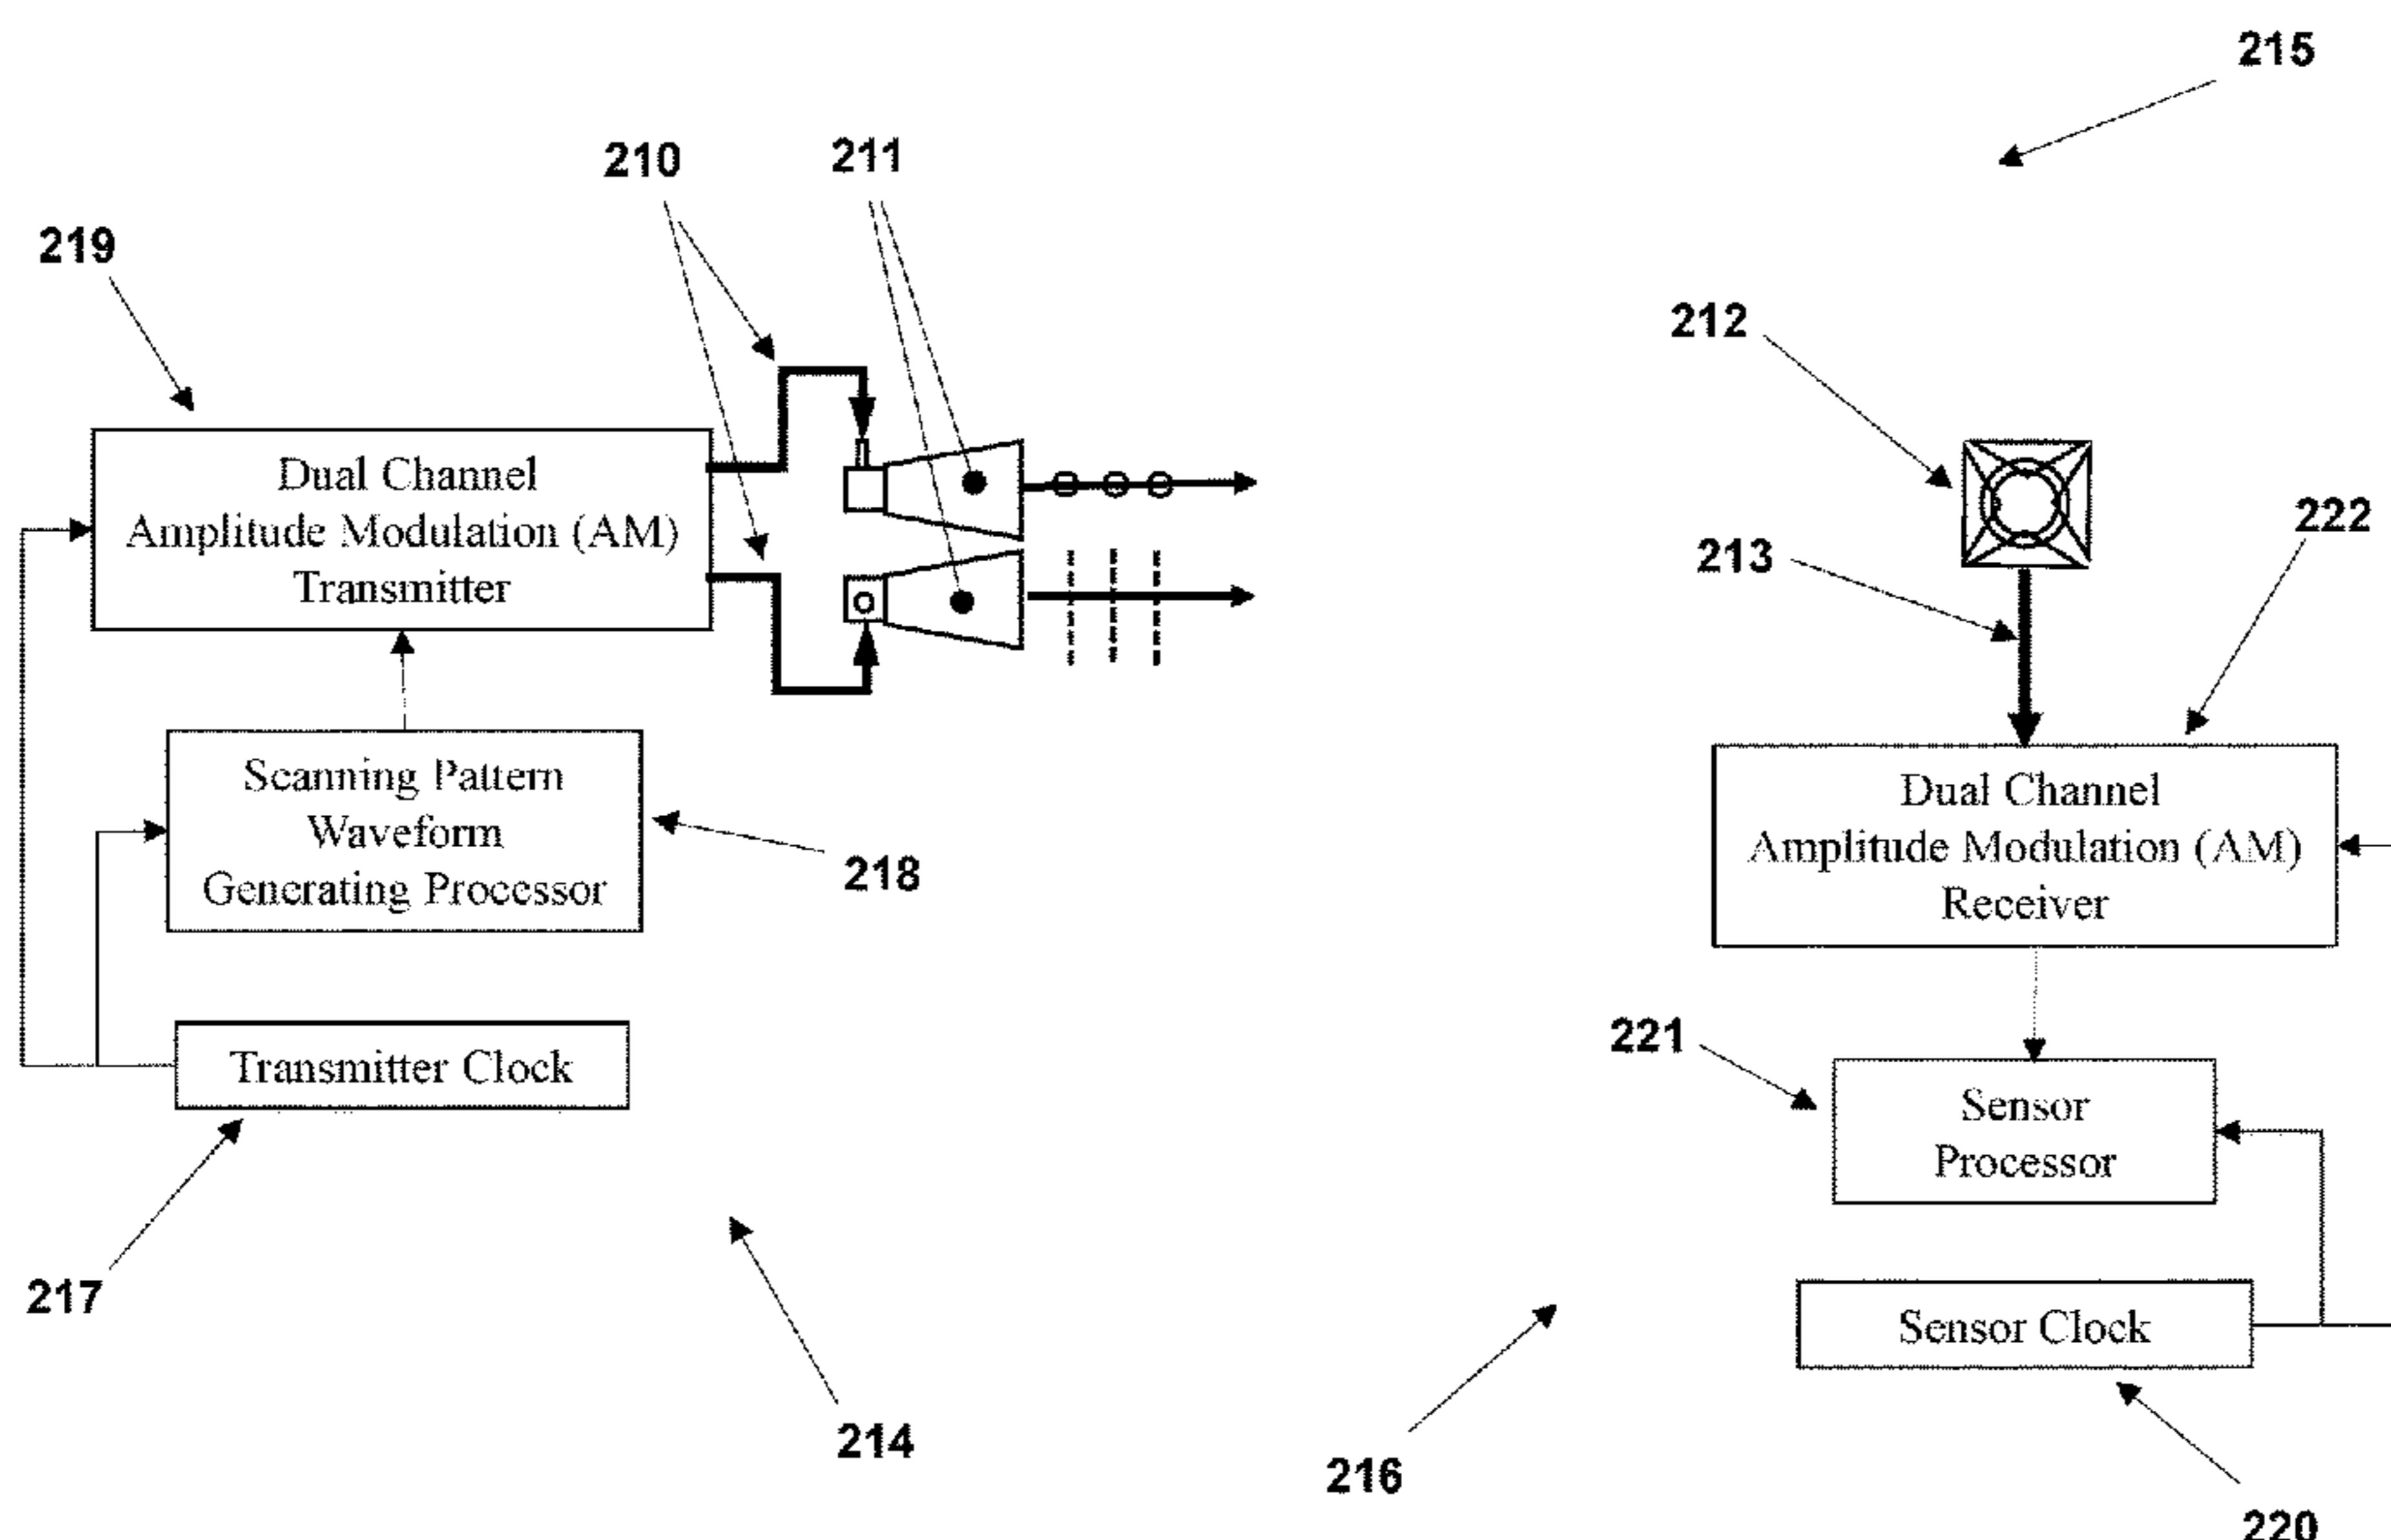 215
210
211
219
212
222
213
Dual Channel
Amplitude Modulation (AM)
Transmitter
Scanning Pattern
Waveform
Generating Processor
218
Dual Channel
Amplitude Modulation (AM)
Receiver
221
Transmitter Clock
Sensor
Processor
217
Sensor Clock
214
216
220